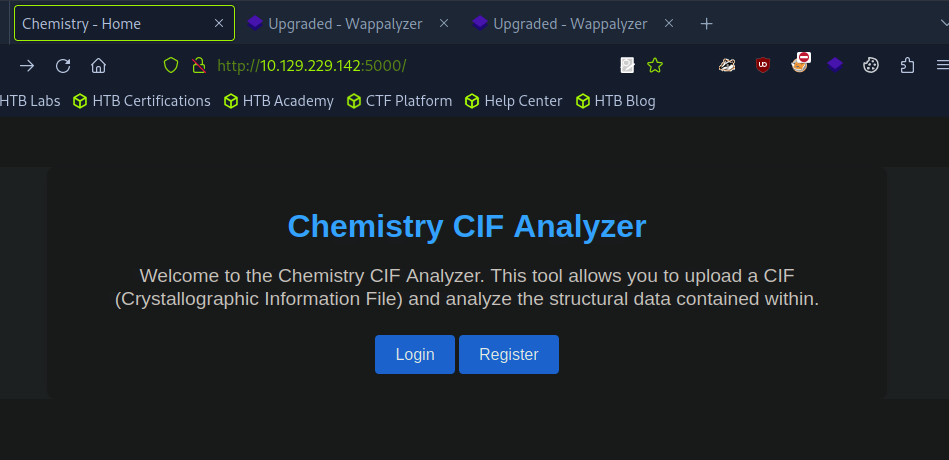 Chemistry - Home
Upgraded - Wappalyzer
Upgraded - Wappalyzer
http://10.129.229.142:5000/
HTB Labs HTB Certifications HTB Academy CTF Platform Help Center HTB Blog
Chemistry CIF Analyzer
Welcome to the Chemistry CIF Analyzer. This tool allows you to upload a CIF
(Crystallographic Information File) and analyze the structural data contained within.
Login Register